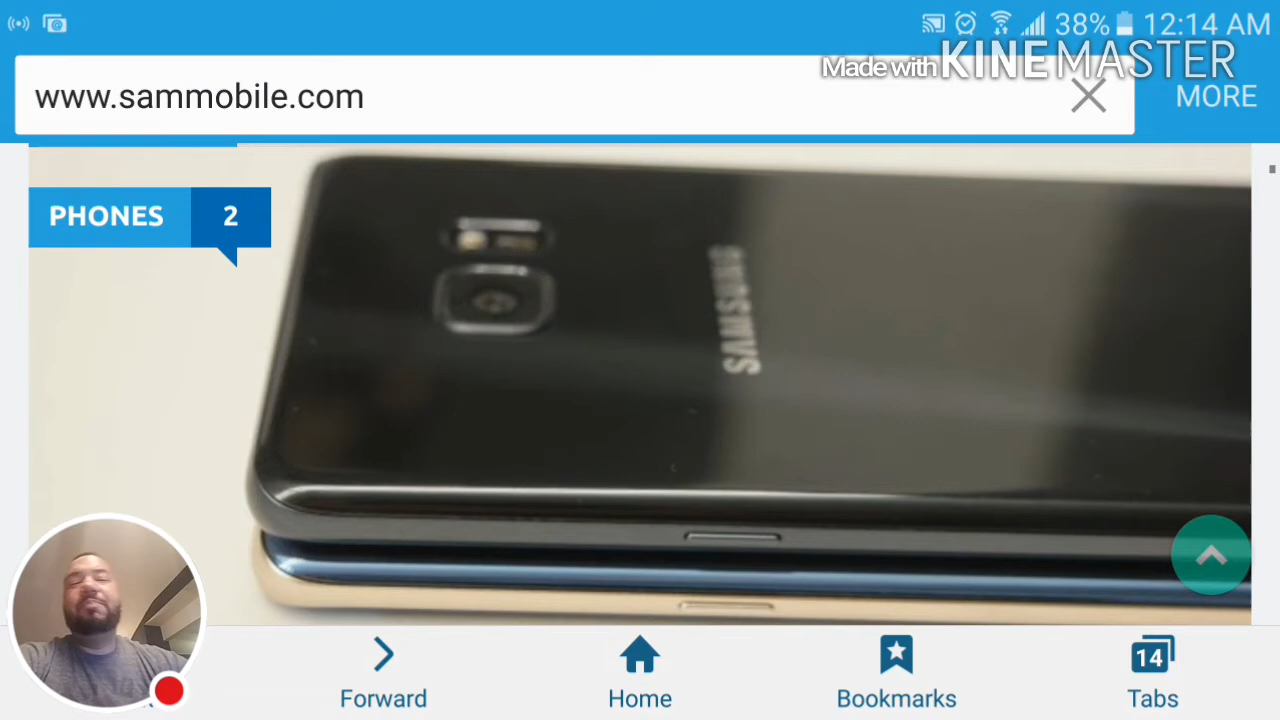 38% 12:14 AM
Made with KINEMASTER
www.sammobile.com
MORE
PHONES 2
SAMSUNG
Forward
Home
Bookmarks
14
Tabs